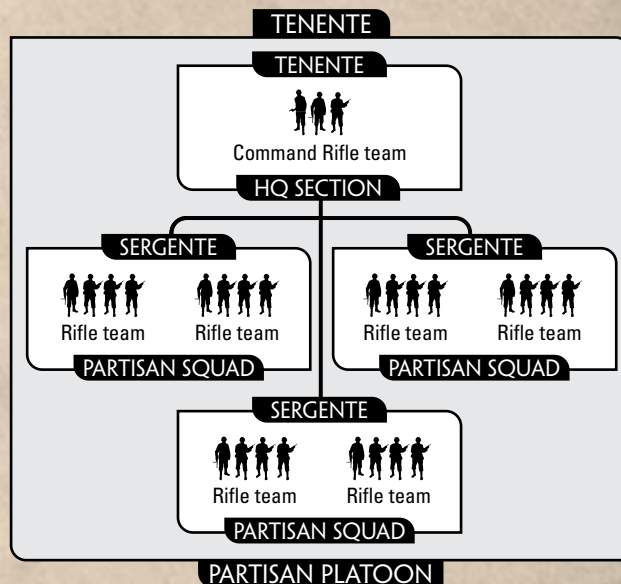 TENENTE
TENENTE
Command Rifle team
HQ SECTION
SERGENTE
Rifle team
Rifle team
PARTISAN SQUAD
SERGENTE
Rifle team
Rifle team
PARTISAN SQUAD
SERGENTE
Rifle team
Rifle team
PARTISAN SQUAD
PARTISAN PLATOON